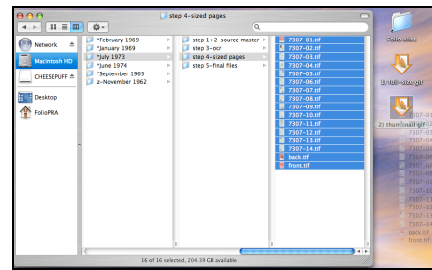 step 4-sized pages
Network
Macintosh HD
CHEESEPUFF
Desktop
FolioPRA
*February 1969
*January 1969
*July 1973
*June 1974
*September 1963
z-November 1962
step 1+2-source master
step 3-ocr
step 4-sized pages
step 5-final files
7307-01.tif
7307-02.tif
7307-03.tif
7307-04.tif
7307-05.tif
7307-06.tif
7307-07.tif
7307-08.tif
7307-09.tif
7307-10.tif
7307-11.tif
7307-12.tif
7307-13.tif
7307-14.tif
back.tif
front.tif
16 of 16 selected, 204.39 GB available
1) full-size gif
2) thumbnail gif